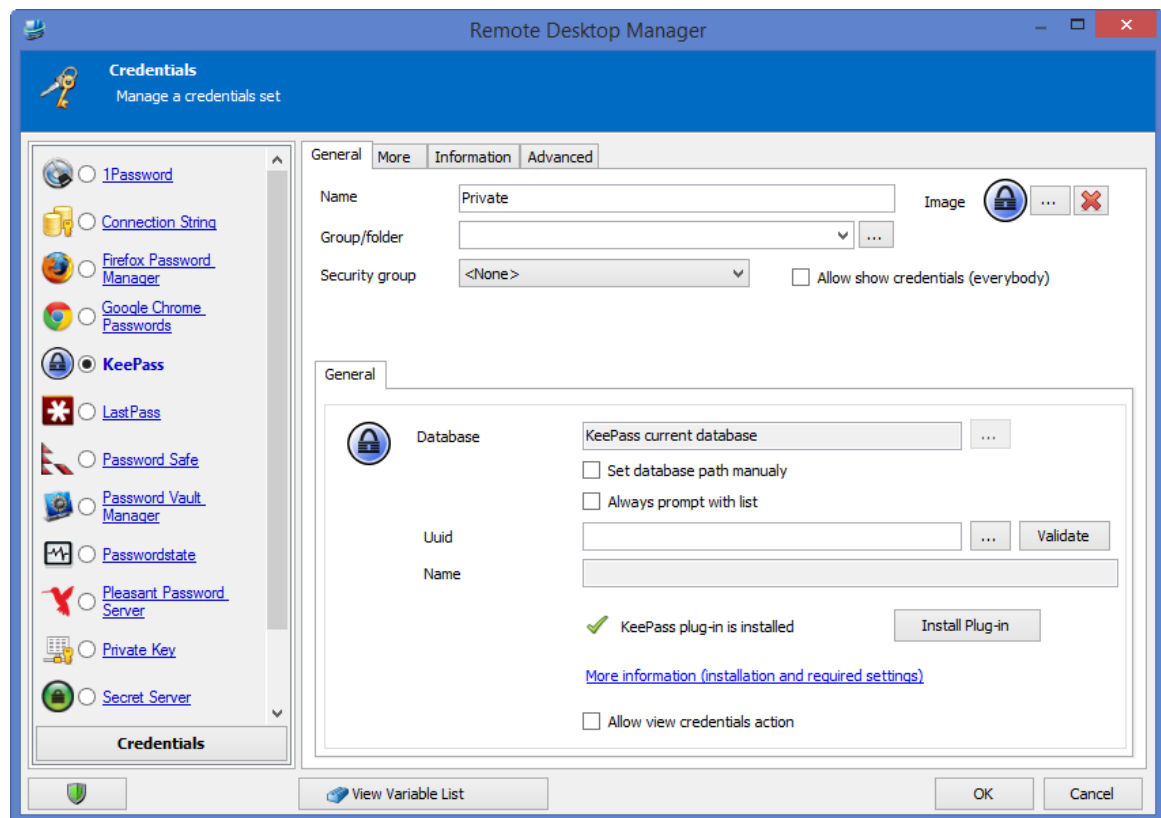 Remote Desktop Manager
Credentials
Manage a credentials set
1Password
Connection String
Firefox Password
Manager
Google Chrome
Passwords
KeePass
LastPass
Password Safe
Password Vault
Manager
Passwordstate
Pleasant Password
Server
Private Key
Secret Server
Credentials
General More Information Advanced
Name Private Image ...
Group/folder ...
Security group <None> Allow show credentials (everybody)
General
Database KeePass current database ...
Set database path manualy
Always prompt with list
Uuid ... Validate
Name
KeePass plug-in is installed Install Plug-in
More information (installation and required settings)
Allow view credentials action
View Variable List OK Cancel